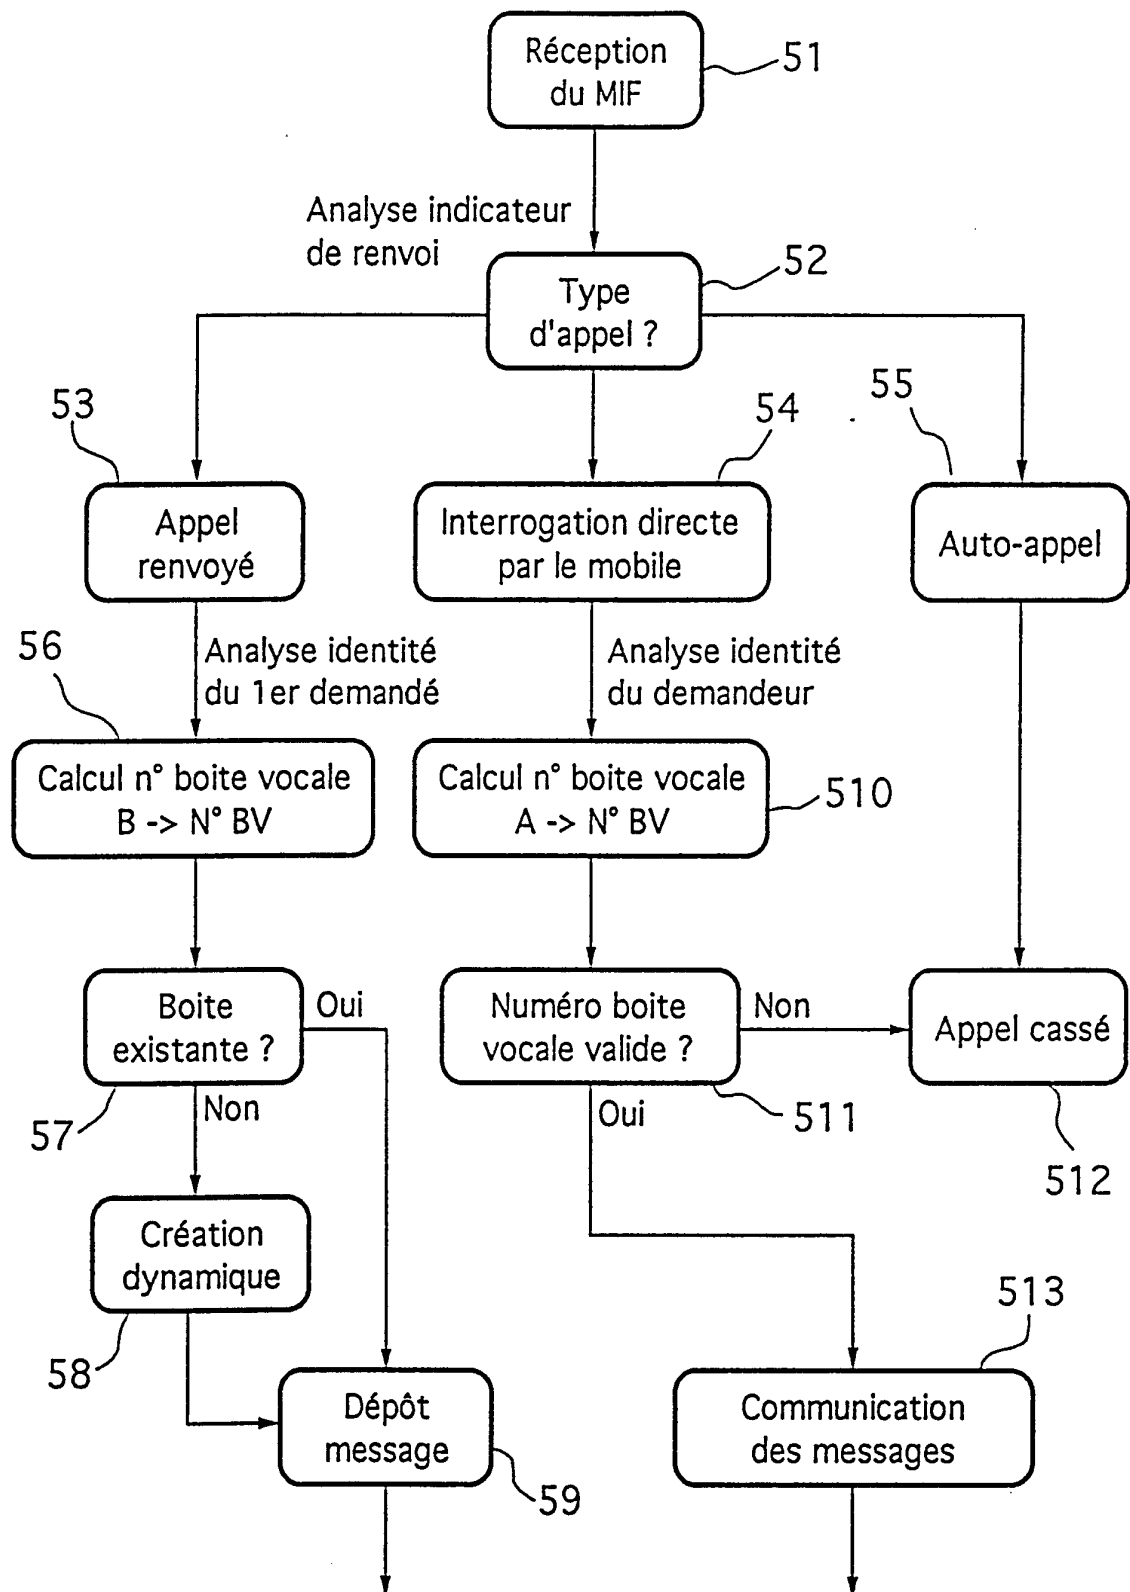 Réception
du MIF
51
Analyse indicateur
de renvoi
52
Type
d'appel ?
53
54
55
Appel
renvoyé
Interrogation directe
par le mobile
Auto-appel
56
Analyse identité
du 1er demandé
Analyse identité
du demandeur
Calcul n° boite vocale
B -> N° BV
Calcul n° boite vocale
A -> N° BV
510
Boite
existante ?
Oui
Numéro boite
vocale valide ?
Non
Appel cassé
57
Non
Oui
511
512
Création
dynamique
58
513
Dépôt
message
59
Communication
des messages